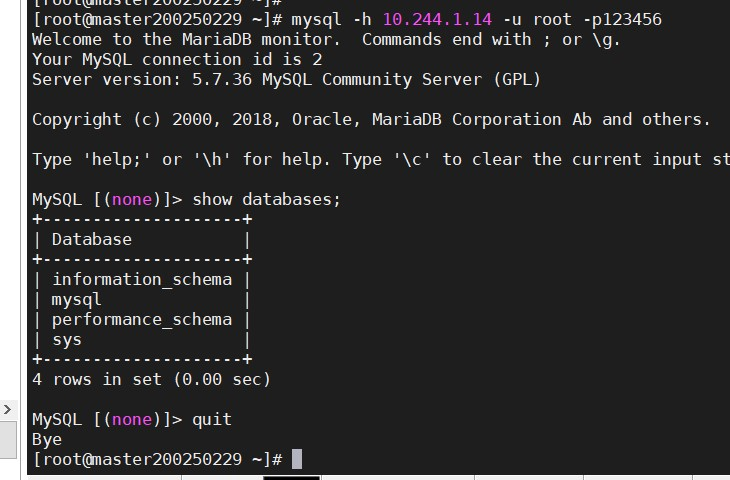 [root@master200250229 ~]#
[root@master200250229 ~]# mysql -h 10.244.1.14 -u root -p123456
Welcome to the MariaDB monitor.  Commands end with ; or \g.
Your MySQL connection id is 2
Server version: 5.7.36 MySQL Community Server (GPL)

Copyright (c) 2000, 2018, Oracle, MariaDB Corporation Ab and others.

Type 'help;' or '\h' for help. Type '\c' to clear the current input st

MySQL [(none)]> show databases;
+--------------------+
| Database           |
+--------------------+
| information_schema |
| mysql              |
| performance_schema |
| sys                |
+--------------------+
4 rows in set (0.00 sec)

MySQL [(none)]> quit
Bye
[root@master200250229 ~]#